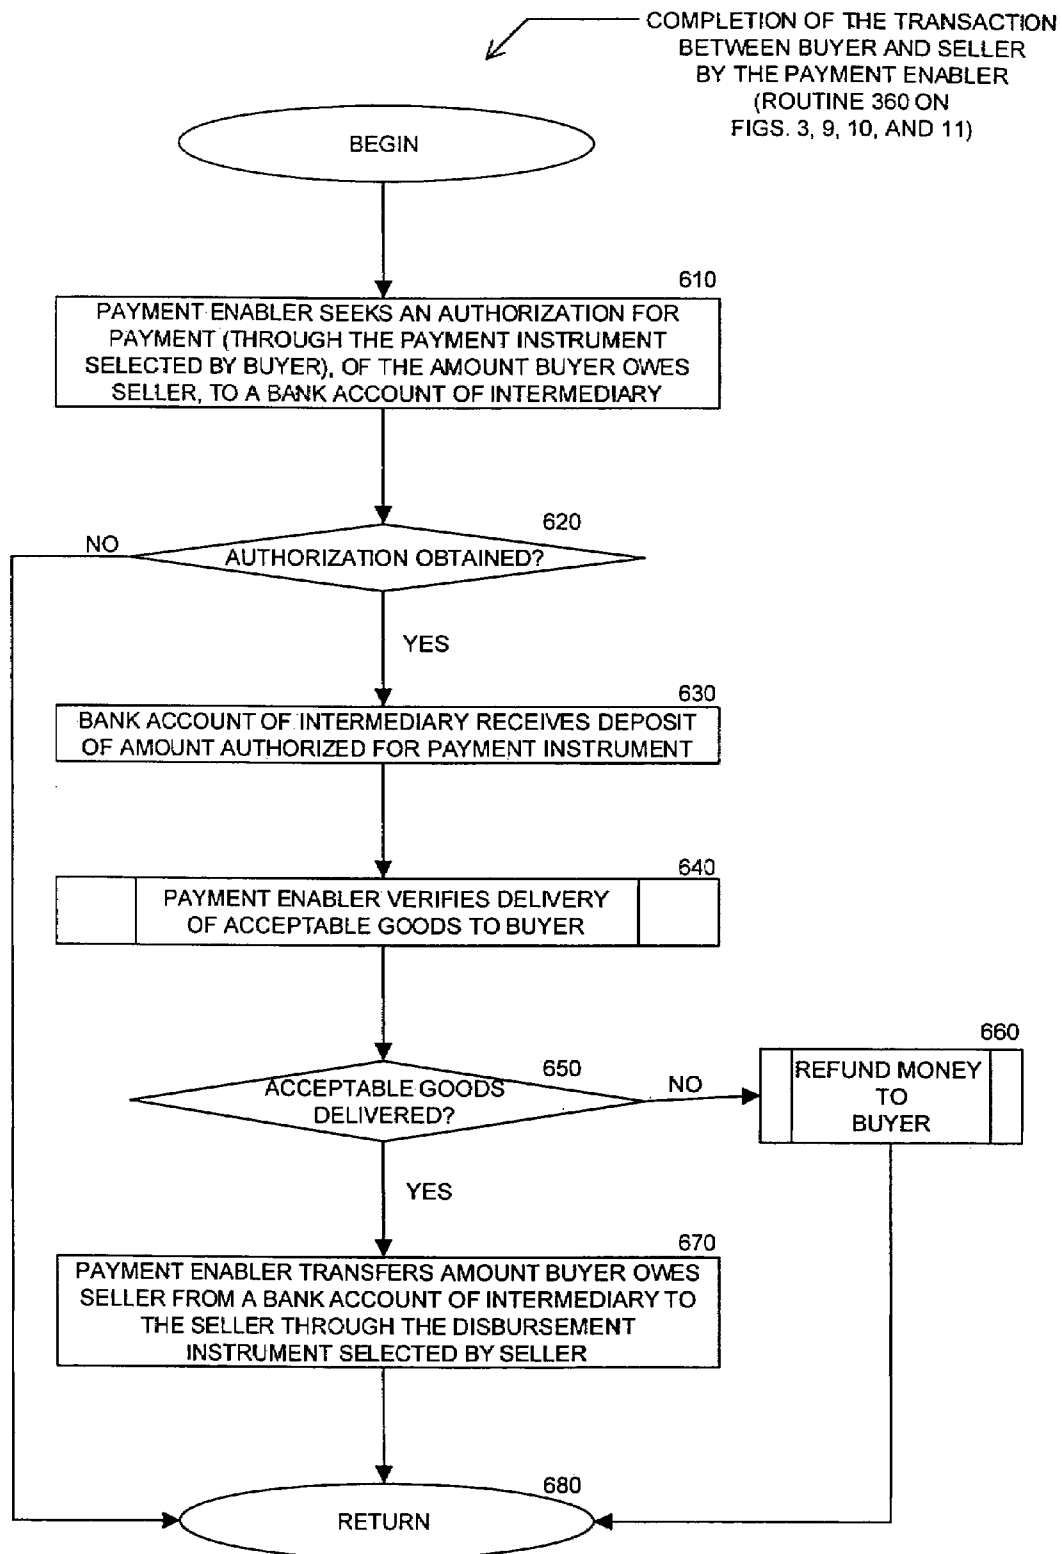 COMPLETION OF THE TRANSACTION
BETWEEN BUYER AND SELLER
BY THE PAYMENT ENABLER
(ROUTINE 360 ON
FIGS. 3, 9, 10, AND 11)
BEGIN
610
PAYMENT ENABLER SEEKS AN AUTHORIZATION FOR
PAYMENT (THROUGH THE PAYMENT INSTRUMENT
SELECTED BY BUYER), OF THE AMOUNT BUYER OWES
SELLER, TO A BANK ACCOUNT OF INTERMEDIARY
620
NO
AUTHORIZATION OBTAINED?
YES
630
BANK ACCOUNT OF INTERMEDIARY RECEIVES DEPOSIT
OF AMOUNT AUTHORIZED FOR PAYMENT INSTRUMENT
640
PAYMENT ENABLER VERIFIES DELIVERY
OF ACCEPTABLE GOODS TO BUYER
650
ACCEPTABLE GOODS
DELIVERED?
NO
660
REFUND MONEY
TO
BUYER
YES
670
PAYMENT ENABLER TRANSFERS AMOUNT BUYER OWES
SELLER FROM A BANK ACCOUNT OF INTERMEDIARY TO
THE SELLER THROUGH THE DISBURSEMENT
INSTRUMENT SELECTED BY SELLER
680
RETURN